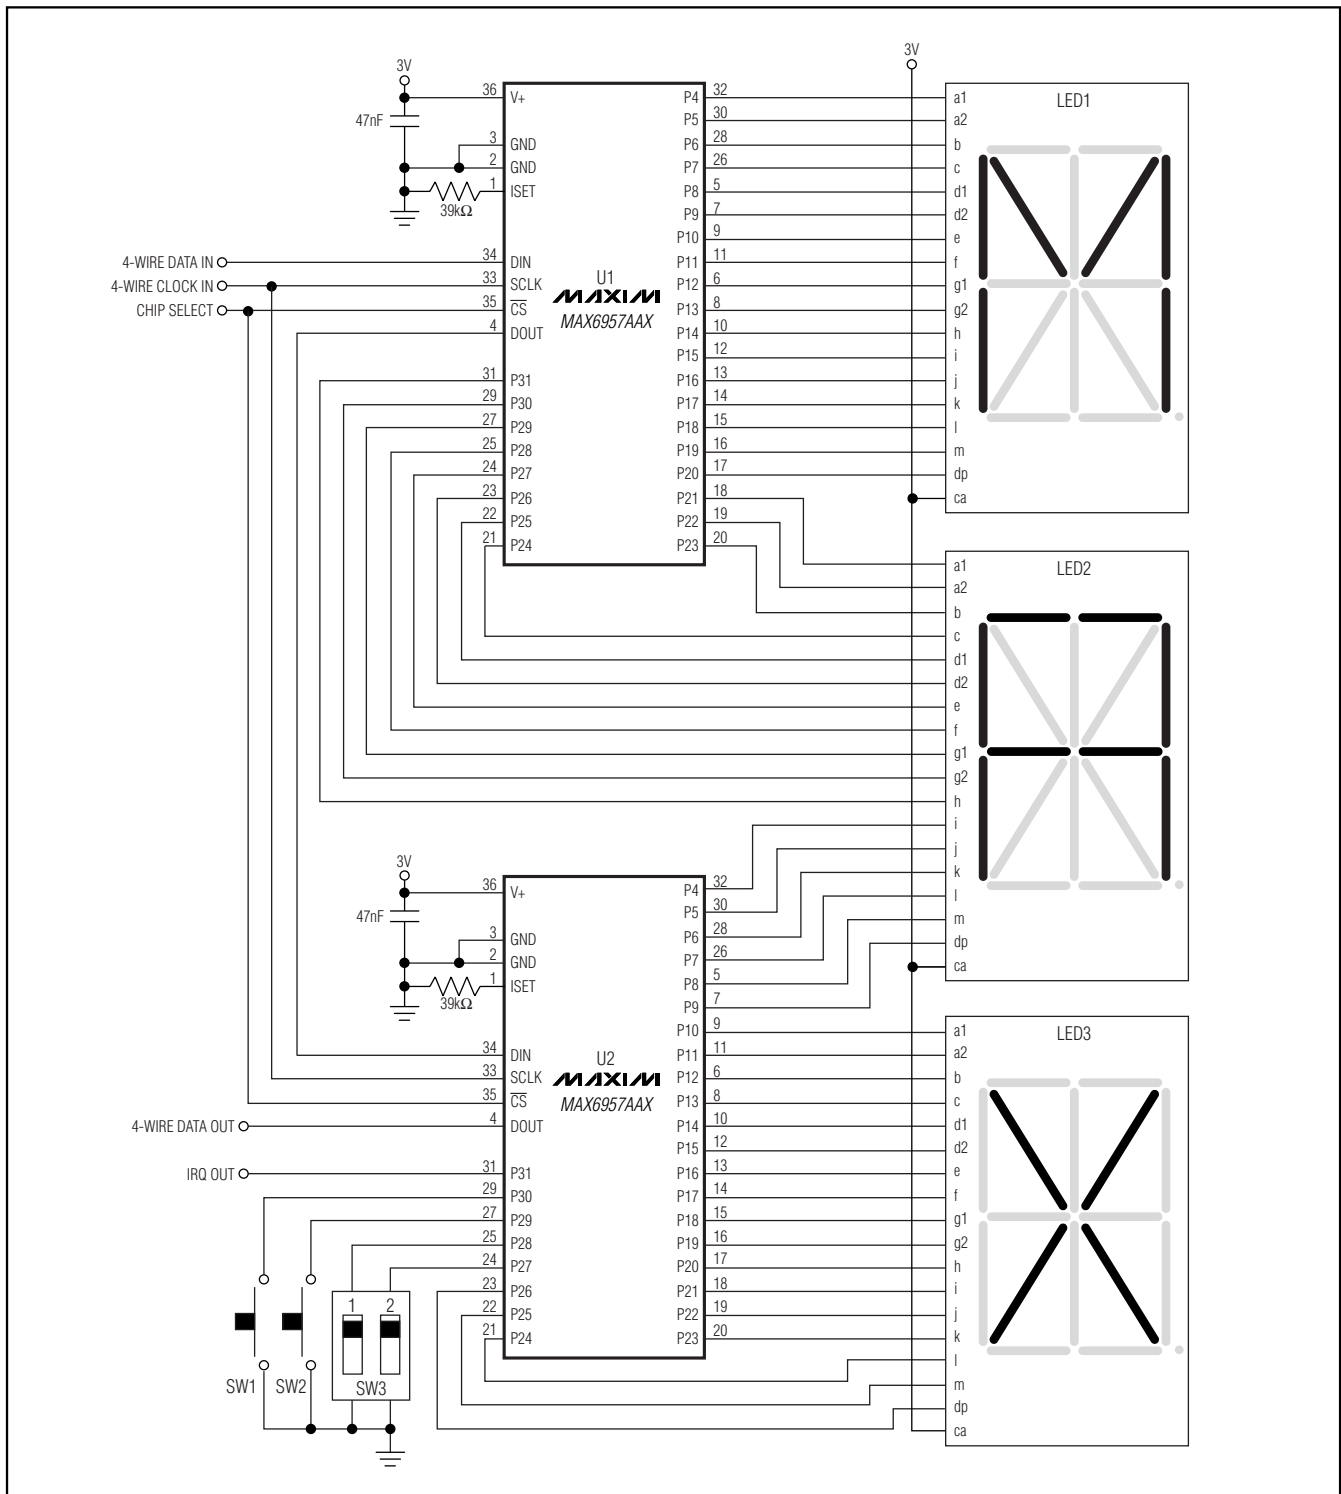 3V
47nF
39kΩ
36 V+
3 GND
2 GND
1 ISET
4-WIRE DATA IN 34 DIN
4-WIRE CLOCK IN 33 SCLK
CHIP SELECT 35 CS
4 DOUT
31 P31
29 P30
27 P29
25 P28
24 P27
23 P26
22 P25
21 P24
U1
MAXIM
MAX6957AAX
P4 32
P5 30
P6 28
P7 26
P8 5
P9 7
P10 9
P11 11
P12 6
P13 8
P14 10
P15 12
P16 13
P17 14
P18 15
P19 16
P20 17
P21 18
P22 19
P23 20
3V
LED1
a1
a2
b
c
d1
d2
e
f
g1
g2
h
i
j
k
l
m
dp
ca
LED2
a1
a2
b
c
d1
d2
e
f
g1
g2
h
i
j
k
l
m
dp
ca
3V
47nF
39kΩ
36 V+
3 GND
2 GND
1 ISET
34 DIN
33 SCLK
35 CS
4-WIRE DATA OUT 4 DOUT
IRQ OUT 31 P31
29 P30
27 P29
25 P28
24 P27
23 P26
22 P25
21 P24
U2
MAXIM
MAX6957AAX
P4 32
P5 30
P6 28
P7 26
P8 5
P9 7
P10 9
P11 11
P12 6
P13 8
P14 10
P15 12
P16 13
P17 14
P18 15
P19 16
P20 17
P21 18
P22 19
P23 20
LED3
a1
a2
b
c
d1
d2
e
f
g1
g2
h
i
j
k
l
m
dp
ca
1 2
SW1 SW2 SW3